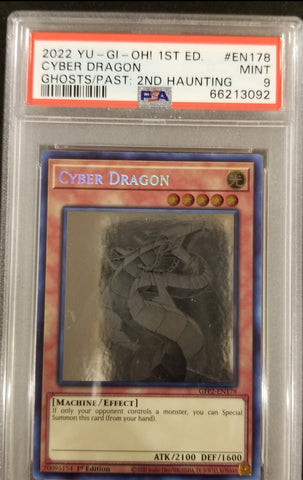 2022 YU-GI-OH! 1ST ED. #EN178
CYBER DRAGON MINT
GHOSTS/PAST: 2ND HAUNTING 9
PSA 66213092
CYBER DRAGON
光
GFP2-EN178
[MACHINE/EFFECT]
If only your opponent controls a monster, you can Special
Summon this card (from your hand).
ATK/2100 DEF/1600
70095154 1st Edition